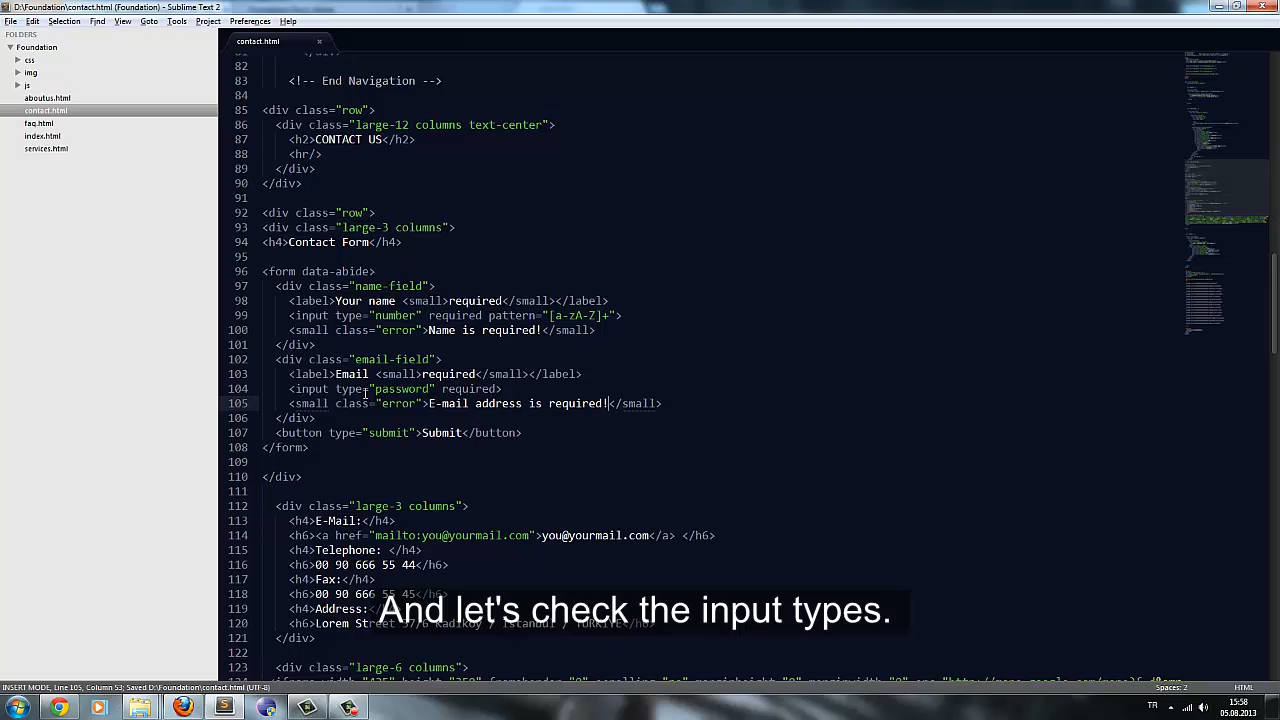 D:\Foundation\contact.html (Foundation) - Sublime Text 2
File Edit Selection Find View Goto Tools Project Preferences Help
FOLDERS
Foundation
css
img
js
aboutus.html
contact.html
faq.html
index.html
services.html
contact.html
82
83 <!-- End Navigation -->
84
85 <div class="row">
86 <div class="large-12 columns text-center">
87 <h2>CONTACT US</h2>
88 <hr/>
89 </div>
90 </div>
91
92 <div class="row">
93 <div class="large-3 columns">
94 <h4>Contact Form</h4>
95
96 <form data-abide>
97 <div class="name-field">
98 <label>Your name <small>required</small></label>
99 <input type="number" required pattern="[a-zA-Z]+">
100 <small class="error">Name is required!</small>
101 </div>
102 <div class="email-field">
103 <label>Email <small>required</small></label>
104 <input type="password" required>
105 <small class="error">E-mail address is required!</small>
106 </div>
107 <button type="submit">Submit</button>
108 </form>
109
110 </div>
111
112 <div class="large-3 columns">
113 <h4>E-Mail:</h4>
114 <h6><a href="mailto:you@yourmail.com">you@yourmail.com</a> </h6>
115 <h4>Telephone: </h4>
116 <h6>00 90 666 55 44</h6>
117 <h4>Fax:</h4>
118 <h6>00 90 666 55 45</h6>
119 <h4>Address:
120 <h6>Lorem Street
121 </div>
122
123 <div class="large-6 columns">
And let's check the input types.
INSERT MODE, Line 105, Column 53; Saved D:\Foundation\contact.html (UTF-8)
Spaces: 2 HTML
TR 15:58
05.08.2013